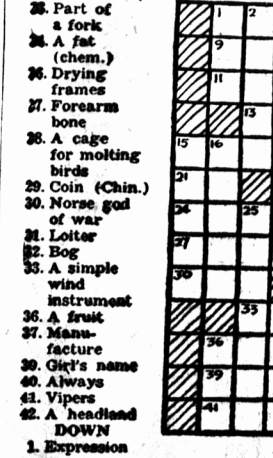 Part of
a fork
A fat
(chem.)
Drying
frames
Forearm
bone
28. A cage
for molting
birds
29. Coin (Chin.)
30. Norse god
of war
31. Loiter
32. Bog
33. A simple
wind
instrument
36. A fruit
37. Manu-
facture
39. Girl's name
40. Always
41. Vipers
42. A headland
DOWN
1. Expression
1 2
9
11
13
15 16
21
24 25
27
30
33
36
39
41